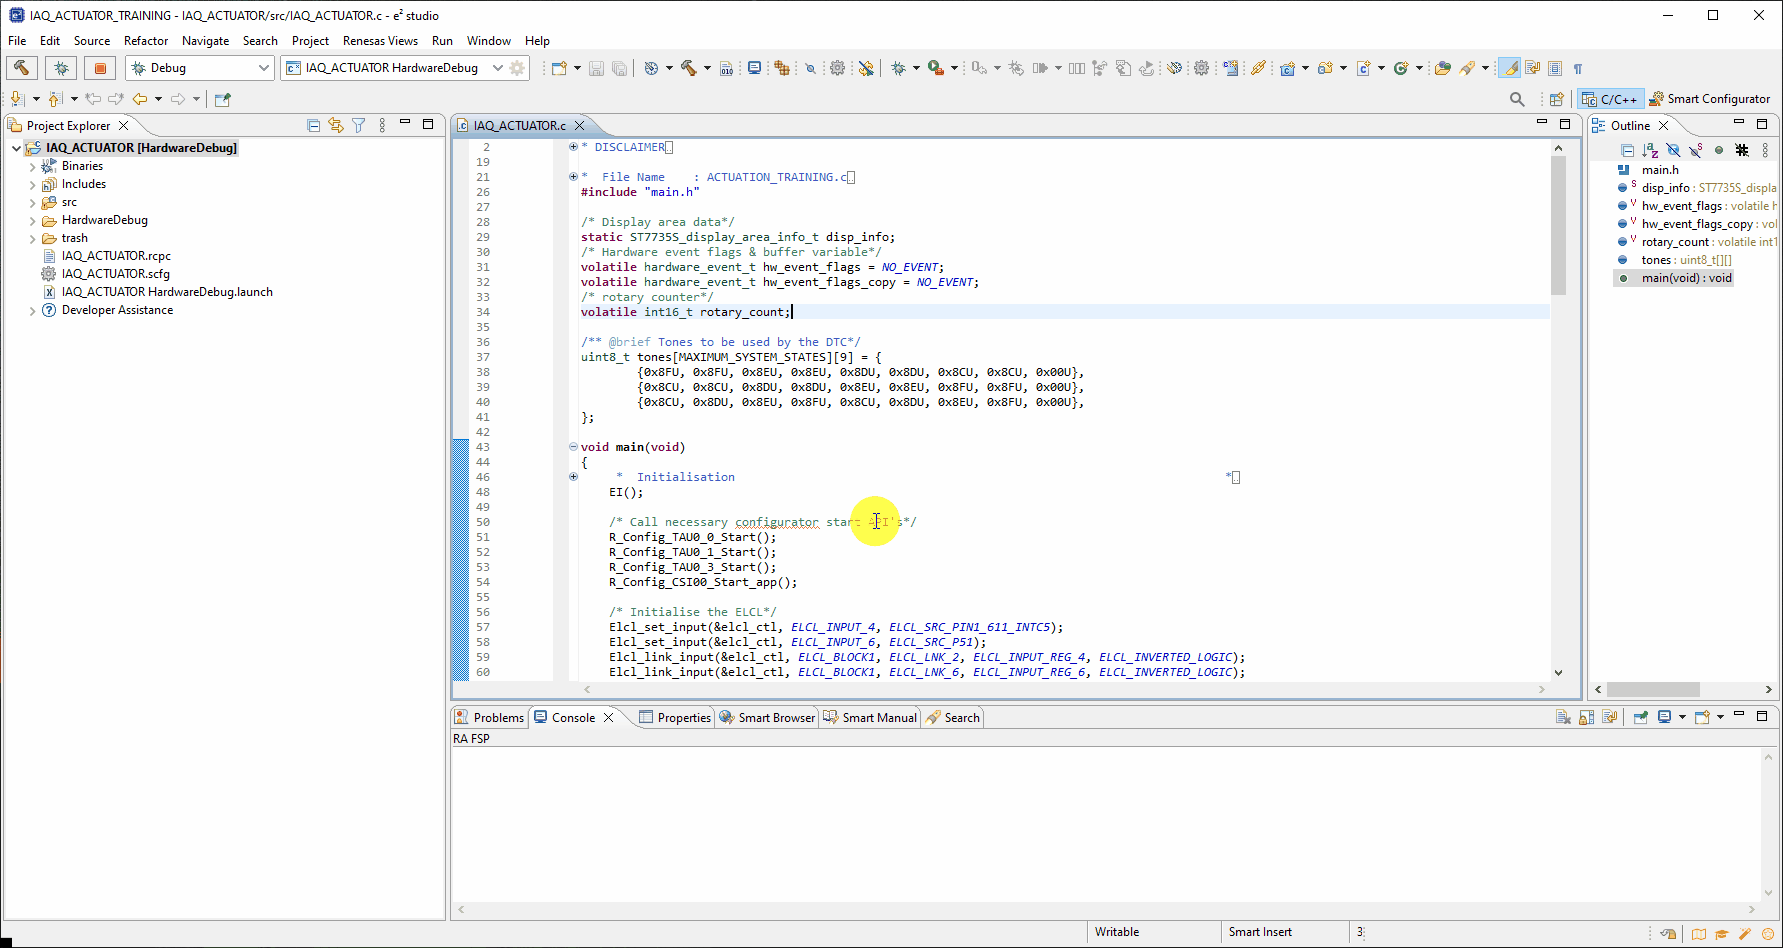 IAQ_ACTUATOR_TRAINING - IAQ_ACTUATOR/src/IAQ_ACTUATOR.c - e² studio
File Edit Source Refactor Navigate Search Project Renesas Views Run Window Help
Debug
IAQ_ACTUATOR HardwareDebug
C/C++
Smart Configurator
Project Explorer
IAQ_ACTUATOR [HardwareDebug]
Binaries
Includes
src
HardwareDebug
trash
IAQ_ACTUATOR.rcpc
IAQ_ACTUATOR.scfg
IAQ_ACTUATOR HardwareDebug.launch
Developer Assistance
IAQ_ACTUATOR.c
2 * DISCLAIMER
19
21 *  File Name    : ACTUATION_TRAINING.c
26 #include "main.h"
27
28 /* Display area data*/
29 static ST7735S_display_area_info_t disp_info;
30 /* Hardware event flags & buffer variable*/
31 volatile hardware_event_t hw_event_flags = NO_EVENT;
32 volatile hardware_event_t hw_event_flags_copy = NO_EVENT;
33 /* rotary counter*/
34 volatile int16_t rotary_count;
35
36 /** @brief Tones to be used by the DTC*/
37 uint8_t tones[MAXIMUM_SYSTEM_STATES][9] = {
38 {0x8FU, 0x8FU, 0x8EU, 0x8EU, 0x8DU, 0x8DU, 0x8CU, 0x8CU, 0x00U},
39 {0x8CU, 0x8CU, 0x8DU, 0x8DU, 0x8EU, 0x8EU, 0x8FU, 0x8FU, 0x00U},
40 {0x8CU, 0x8DU, 0x8EU, 0x8FU, 0x8CU, 0x8DU, 0x8EU, 0x8FU, 0x00U},
41 };
42
43 void main(void)
44 {
46 *  Initialisation *
48 EI();
49
50 /* Call necessary configurator start API's*/
51 R_Config_TAU0_0_Start();
52 R_Config_TAU0_1_Start();
53 R_Config_TAU0_3_Start();
54 R_Config_CSI00_Start_app();
55
56 /* Initialise the ELCL*/
57 Elcl_set_input(&elcl_ctl, ELCL_INPUT_4, ELCL_SRC_PIN1_611_INTC5);
58 Elcl_set_input(&elcl_ctl, ELCL_INPUT_6, ELCL_SRC_P51);
59 Elcl_link_input(&elcl_ctl, ELCL_BLOCK1, ELCL_LNK_2, ELCL_INPUT_REG_4, ELCL_INVERTED_LOGIC);
60 Elcl_link_input(&elcl_ctl, ELCL_BLOCK1, ELCL_LNK_6, ELCL_INPUT_REG_6, ELCL_INVERTED_LOGIC);
Outline
main.h
disp_info : ST7735S_displa
hw_event_flags : volatile h
hw_event_flags_copy : vol
rotary_count : volatile int1
tones : uint8_t[][]
main(void) : void
Problems Console Properties Smart Browser Smart Manual Search
RA FSP
Writable
Smart Insert
3